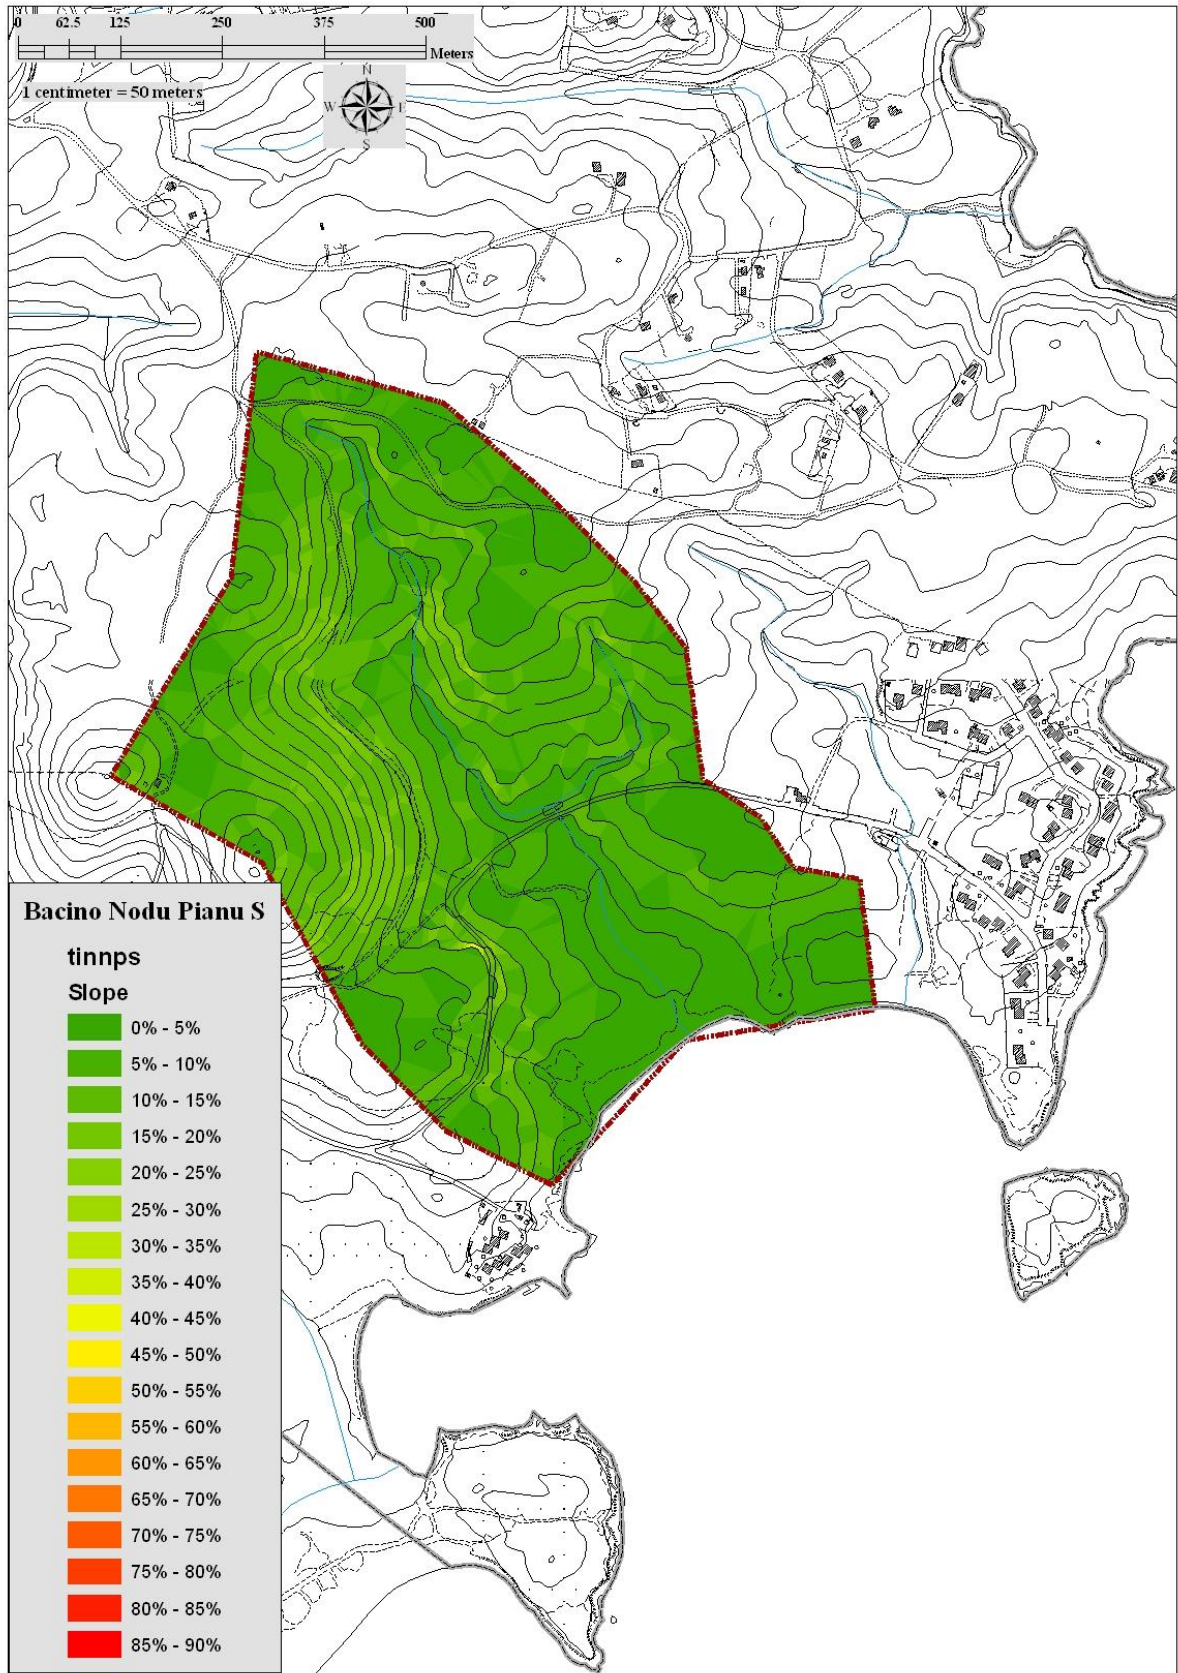 0 62.5 125 250 375 500
Meters
1 centimeter = 50 meters
N
W E
S
Bacino Nodu Pianu S
tinnps
Slope
0% - 5%
5% - 10%
10% - 15%
15% - 20%
20% - 25%
25% - 30%
30% - 35%
35% - 40%
40% - 45%
45% - 50%
50% - 55%
55% - 60%
60% - 65%
65% - 70%
70% - 75%
75% - 80%
80% - 85%
85% - 90%